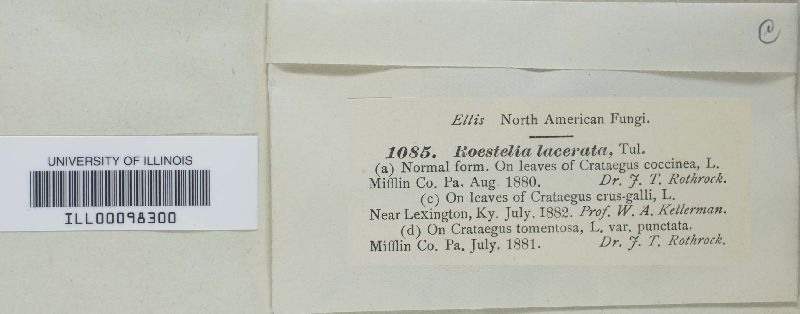 @
Ellis North American Fungi.
1085. Roestelia lacerata, Tul.
(a) Normal form. On leaves of Crataegus coccinea, L.
Mifflin Co. Pa. Aug. 1880. Dr. J. T. Rothrock.
(c) On leaves of Crataegus crus-galli, L.
Near Lexington, Ky. July. 1882. Prof. W. A. Kellerman.
(d) On Crataegus tomentosa, L. var. punctata.
Mifflin Co. Pa. July. 1881. Dr. J. T. Rothrock.
UNIVERSITY OF ILLINOIS
ILL00098300